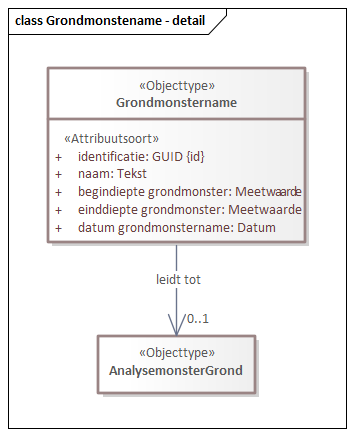 class Grondmonstename - detail
«Objecttype»
Grondmonstername
«Attribuutsoort»
+ identificatie: GUID {id}
+ naam: Tekst
+ begindiepte grondmonster: Meetwaarde
+ einddiepte grondmonster: Meetwaarde
+ datum grondmonstername: Datum
leidt tot
0..1
«Objecttype»
AnalysemonsterGrond